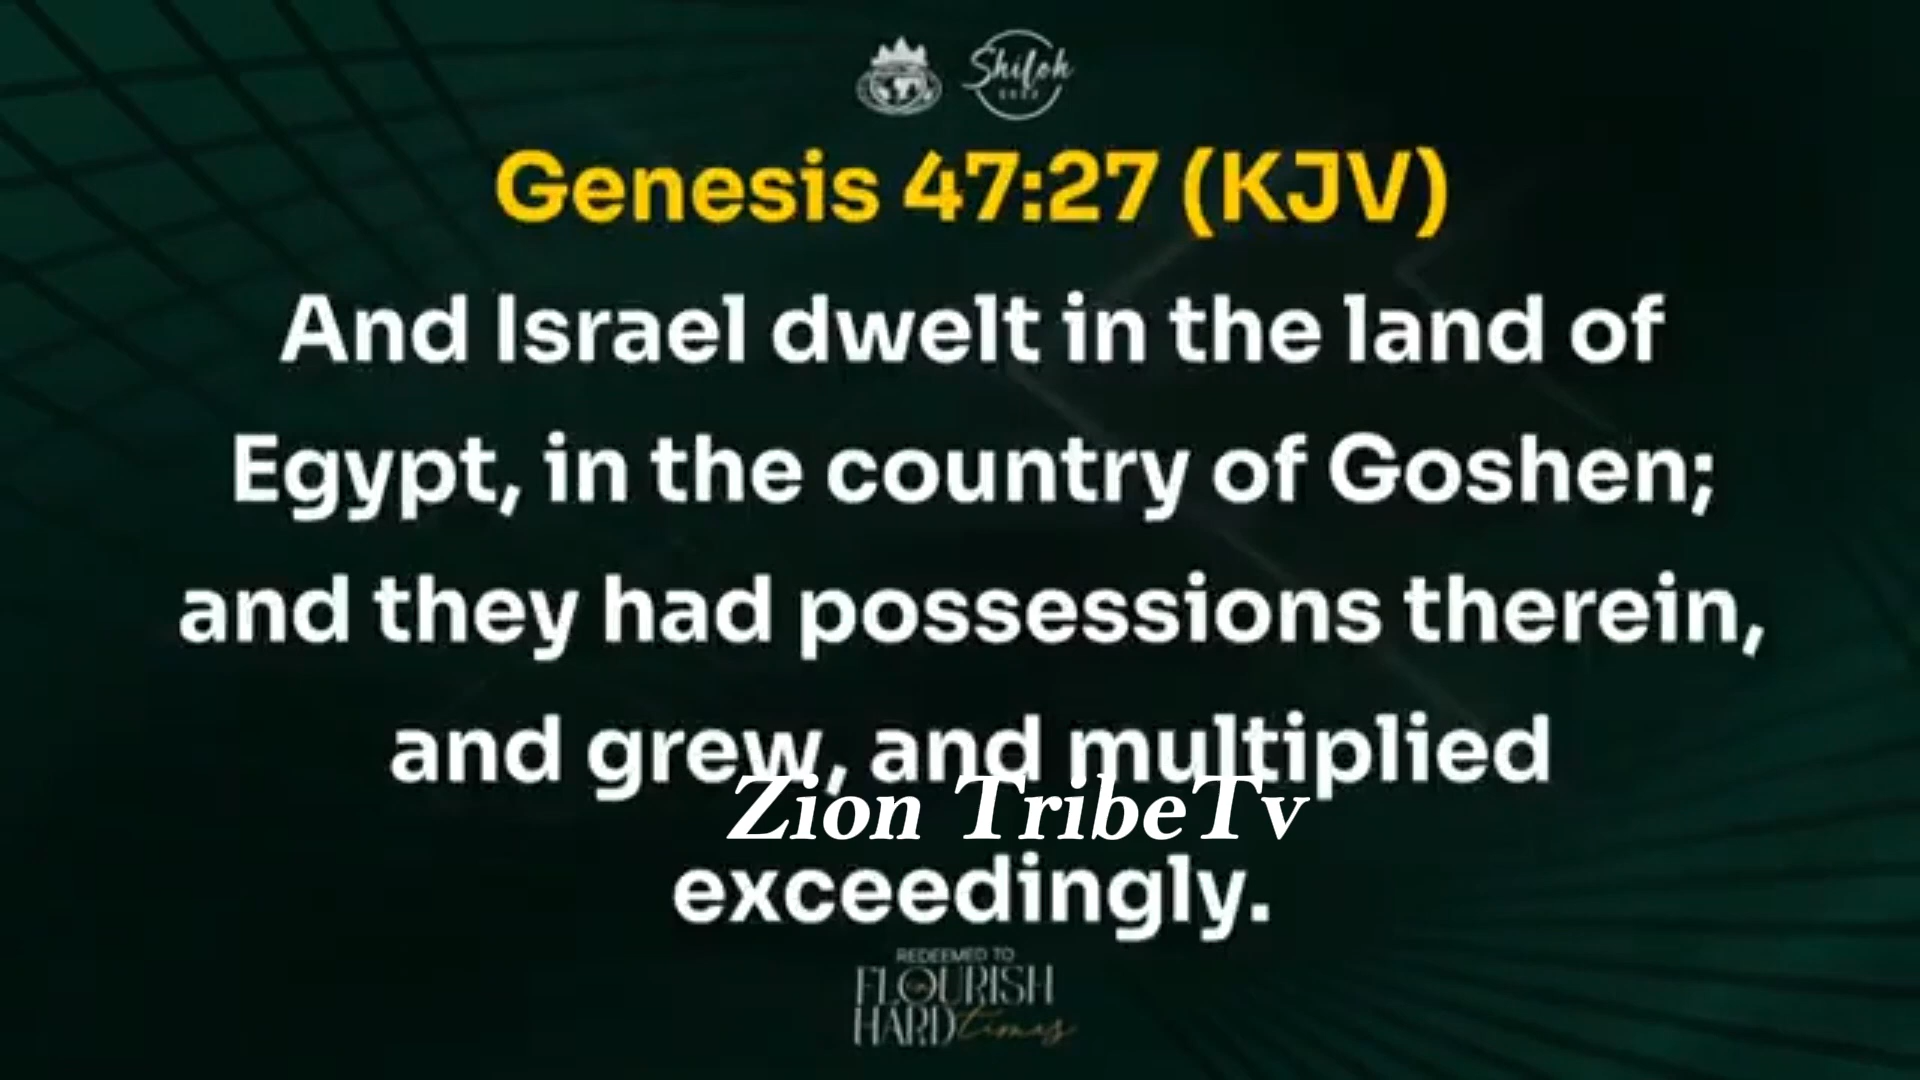 Shiloh
Genesis 47:27 (KJV)
And Israel dwelt in the land of
Egypt, in the country of Goshen;
and they had possessions therein,
and grew, and multiplied
Zion TribeTv
exceedingly.
REDEEMED TO
FLOURISH
HARD times